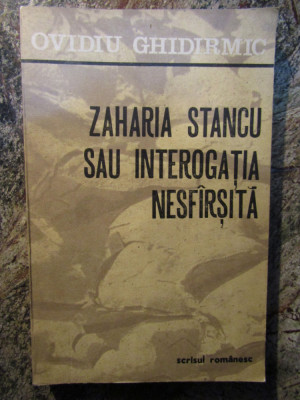 OVIDIU GHIDIRMIC
ZAHARIA STANCU
SAU INTEROGAȚIA
NESFÎRȘITĂ
scrisul românesc